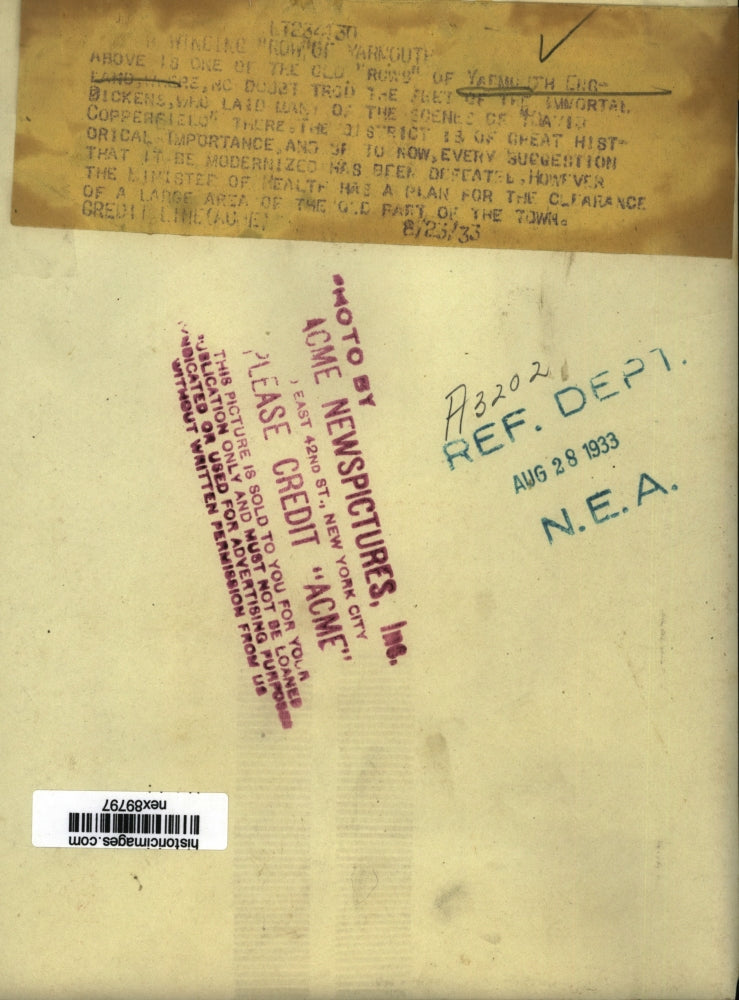 LT234130
A WINDING "ROW" OF YARMOUTH
ABOVE IS ONE OF THE OLD "ROWS" OF YARMOUTH ENG-
LAND, WHERE, NO DOUBT TROD THE FEET OF THE IMMORTAL
DICKENS, WHO LAID MANY OF THE SCENES OF "DAVID
COPPERFIELD" THERE. THE DISTRICT IS OF GREAT HIST-
ORICAL IMPORTANCE, AND UP TO NOW, EVERY SUGGESTION
THAT IT BE MODERNIZED HAS BEEN DEFEATED. HOWEVER
THE MINISTER OF HEALTH HAS A PLAN FOR THE CLEARANCE
OF A LARGE AREA OF THE OLD PART OF THE TOWN.
CREDIT LINE (ACME)
8/23/33
PHOTO BY
ACME NEWSPICTURES, Inc.
EAST 42ND ST., NEW YORK CITY
PLEASE CREDIT "ACME"
THIS PICTURE IS SOLD TO YOU FOR YOUR
PUBLICATION ONLY AND MUST NOT BE LOANED
SYNDICATED OR USED FOR ADVERTISING PURPOSES
WITHOUT WRITTEN PERMISSION FROM US
A3202
REF. DEPT.
AUG 28 1933
N.E.A.
historicimages.com
nex89797